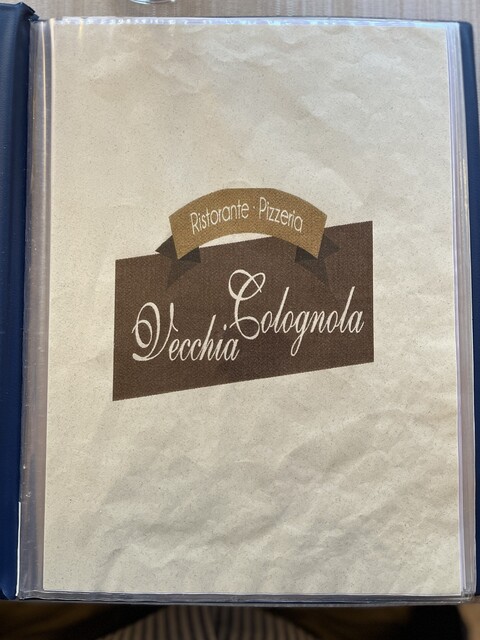 Ristorante · Pizzeria
Vecchia Colognola